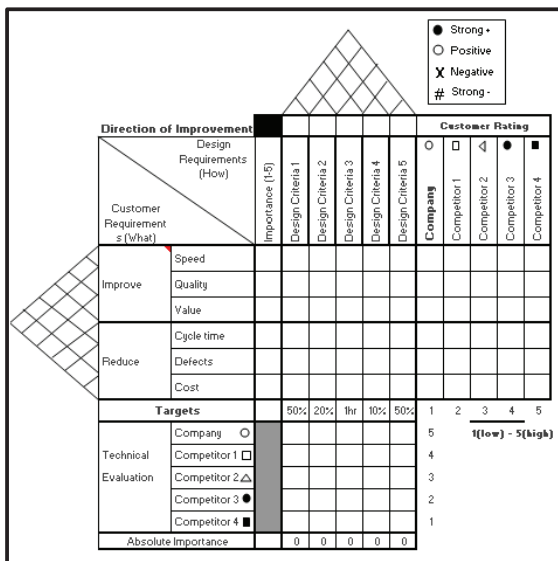 ● Strong +
○ Positive
X Negative
# Strong -
Direction of Improvement
Customer Rating
Design
Requirements
(How)
Customer
Requirement
s (What)
Importance (1-5)
Design Criteria 1
Design Criteria 2
Design Criteria 3
Design Criteria 4
Design Criteria 5
Company
Competitor 1
Competitor 2
Competitor 3
Competitor 4
Improve
Speed
Quality
Value
Reduce
Cycle time
Defects
Cost
Targets 50% 20% 1hr 10% 50% 1 2 3 4 5
Technical
Evaluation
Company ○ 5 1(low) - 5(high)
Competitor 1 □ 4
Competitor 2 △ 3
Competitor 3 ● 2
Competitor 4 ■ 1
Absolute Importance 0 0 0 0 0